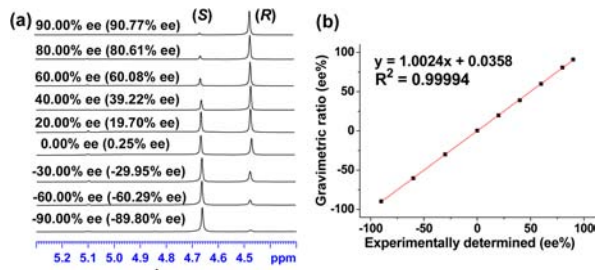 (a)
(S) (R)
90.00% ee (90.77% ee)
80.00% ee (80.61% ee)
60.00% ee (60.08% ee)
40.00% ee (39.22% ee)
20.00% ee (19.70% ee)
0.00% ee (0.25% ee)
-30.00% ee (-29.95% ee)
-60.00% ee (-60.29% ee)
-90.00% ee (-89.80% ee)
5.2 5.1 5.0 4.9 4.8 4.7 4.6 4.5 ppm
(b)
y = 1.0024x + 0.0358
R² = 0.99994
Gravimetric ratio (ee%)
100
50
0
-50
-100
-100 -50 0 50 100
Experimentally determined (ee%)